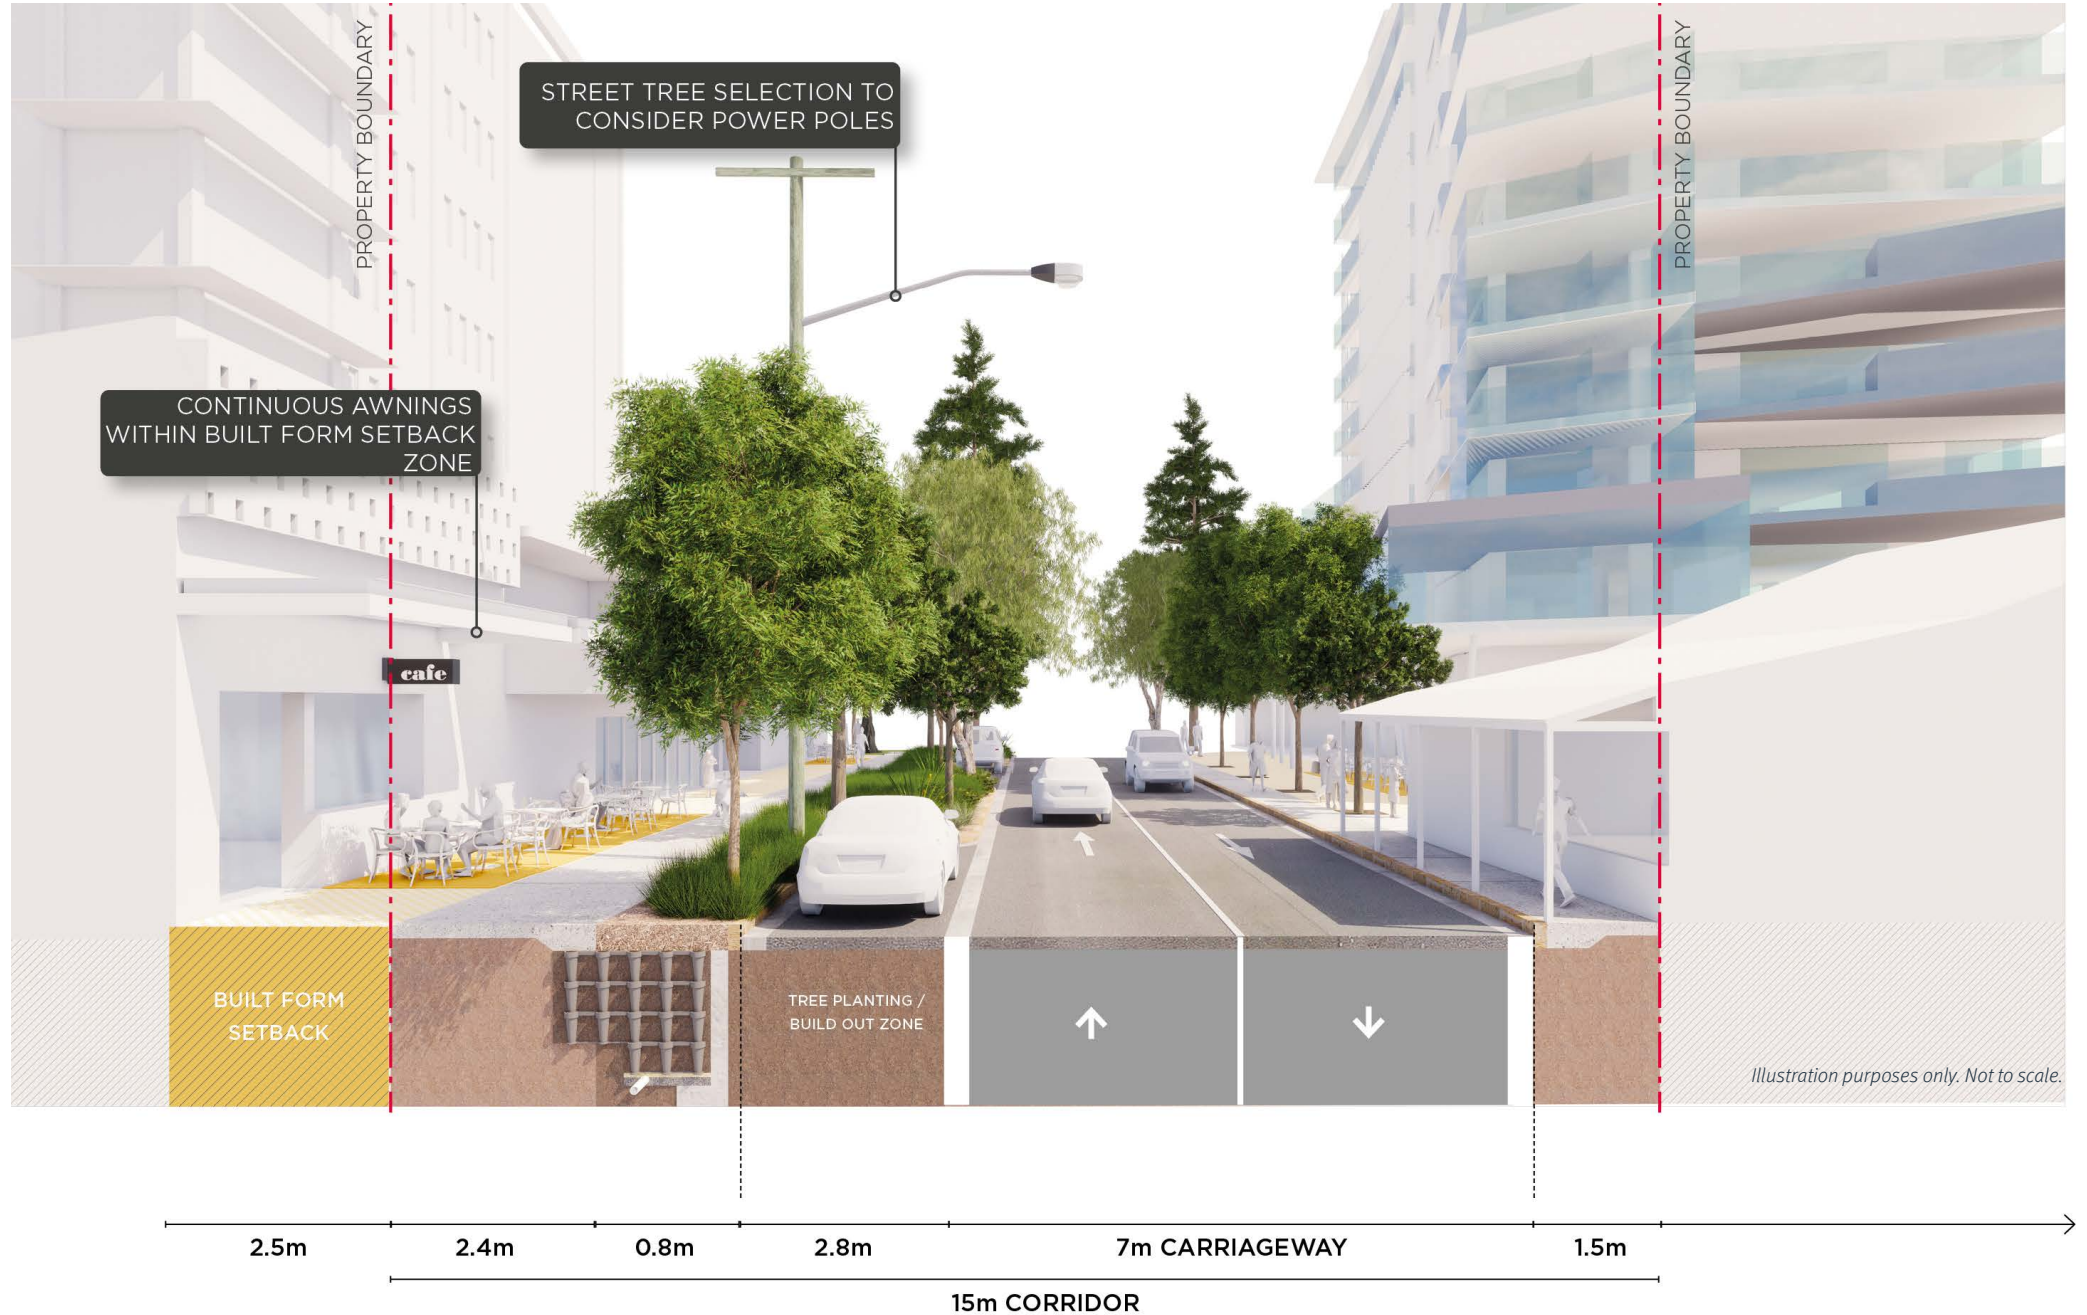 PROPERTY BOUNDARY
PROPERTY BOUNDARY
STREET TREE SELECTION TO
CONSIDER POWER POLES
CONTINUOUS AWNINGS
WITHIN BUILT FORM SETBACK
ZONE
cafe
BUILT FORM
SETBACK
TREE PLANTING /
BUILD OUT ZONE
Illustration purposes only. Not to scale.
2.5m
2.4m
0.8m
2.8m
7m CARRIAGEWAY
1.5m
15m CORRIDOR